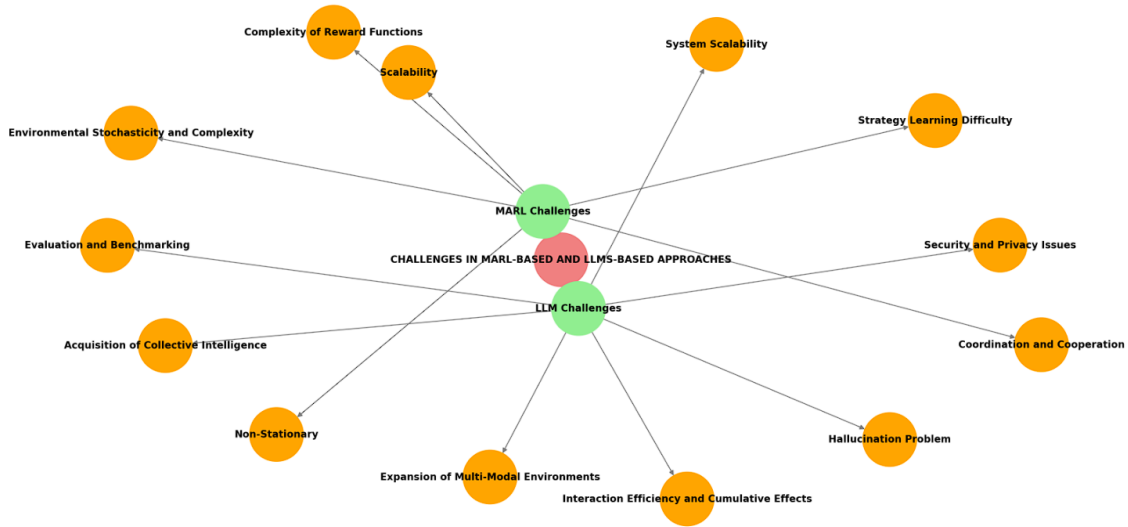 Complexity of Reward Functions
System Scalability
Scalability
Strategy Learning Difficulty
Environmental Stochasticity and Complexity
MARL Challenges
Evaluation and Benchmarking
Security and Privacy Issues
CHALLENGES IN MARL-BASED AND LLMS-BASED APPROACHES
LLM Challenges
Acquisition of Collective Intelligence
Coordination and Cooperation
Non-Stationary
Hallucination Problem
Expansion of Multi-Modal Environments
Interaction Efficiency and Cumulative Effects